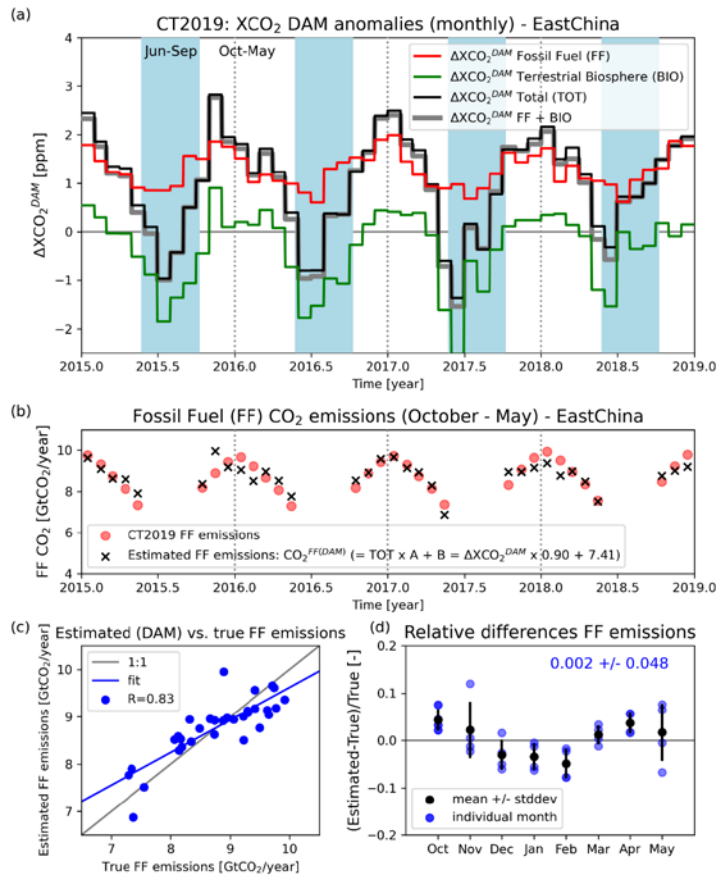 (a)
CT2019: XCO₂ DAM anomalies (monthly) - EastChina
Jun-Sep
Oct-May
ΔXCO₂ᴰᴬᴹ Fossil Fuel (FF)
ΔXCO₂ᴰᴬᴹ Terrestrial Biosphere (BIO)
ΔXCO₂ᴰᴬᴹ Total (TOT)
ΔXCO₂ᴰᴬᴹ FF + BIO
ΔXCO₂ᴰᴬᴹ [ppm]
4
3
2
1
0
−1
−2
2015.0 2015.5 2016.0 2016.5 2017.0 2017.5 2018.0 2018.5 2019.0
Time [year]
(b)
Fossil Fuel (FF) CO₂ emissions (October - May) - EastChina
FF CO₂ [GtCO₂/year]
10
8
6
4
CT2019 FF emissions
Estimated FF emissions: CO₂ᶠᶠ⁽ᴰᴬᴹ⁾ (= TOT x A + B = ΔXCO₂ᴰᴬᴹ x 0.90 + 7.41)
2015.0 2015.5 2016.0 2016.5 2017.0 2017.5 2018.0 2018.5 2019.0
Time [year]
(c)
Estimated (DAM) vs. true FF emissions
Estimated FF emissions [GtCO₂/year]
1:1
fit
R=0.83
10
9
8
7
7 8 9 10
True FF emissions [GtCO₂/year]
(d)
Relative differences FF emissions
(Estimated-True)/True [-]
0.002 +/- 0.048
0.2
0.1
0.0
−0.1
−0.2
mean +/- stddev
individual month
Oct Nov Dec Jan Feb Mar Apr May